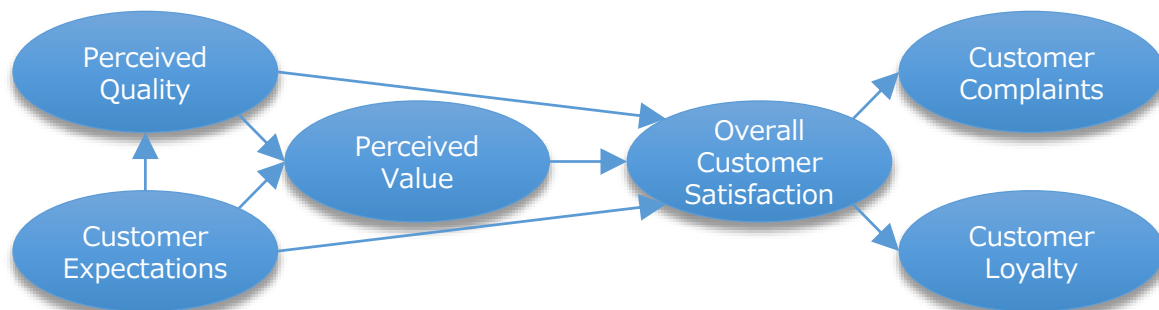 Perceived
Quality
Customer
Expectations
Perceived
Value
Overall
Customer
Satisfaction
Customer
Complaints
Customer
Loyalty